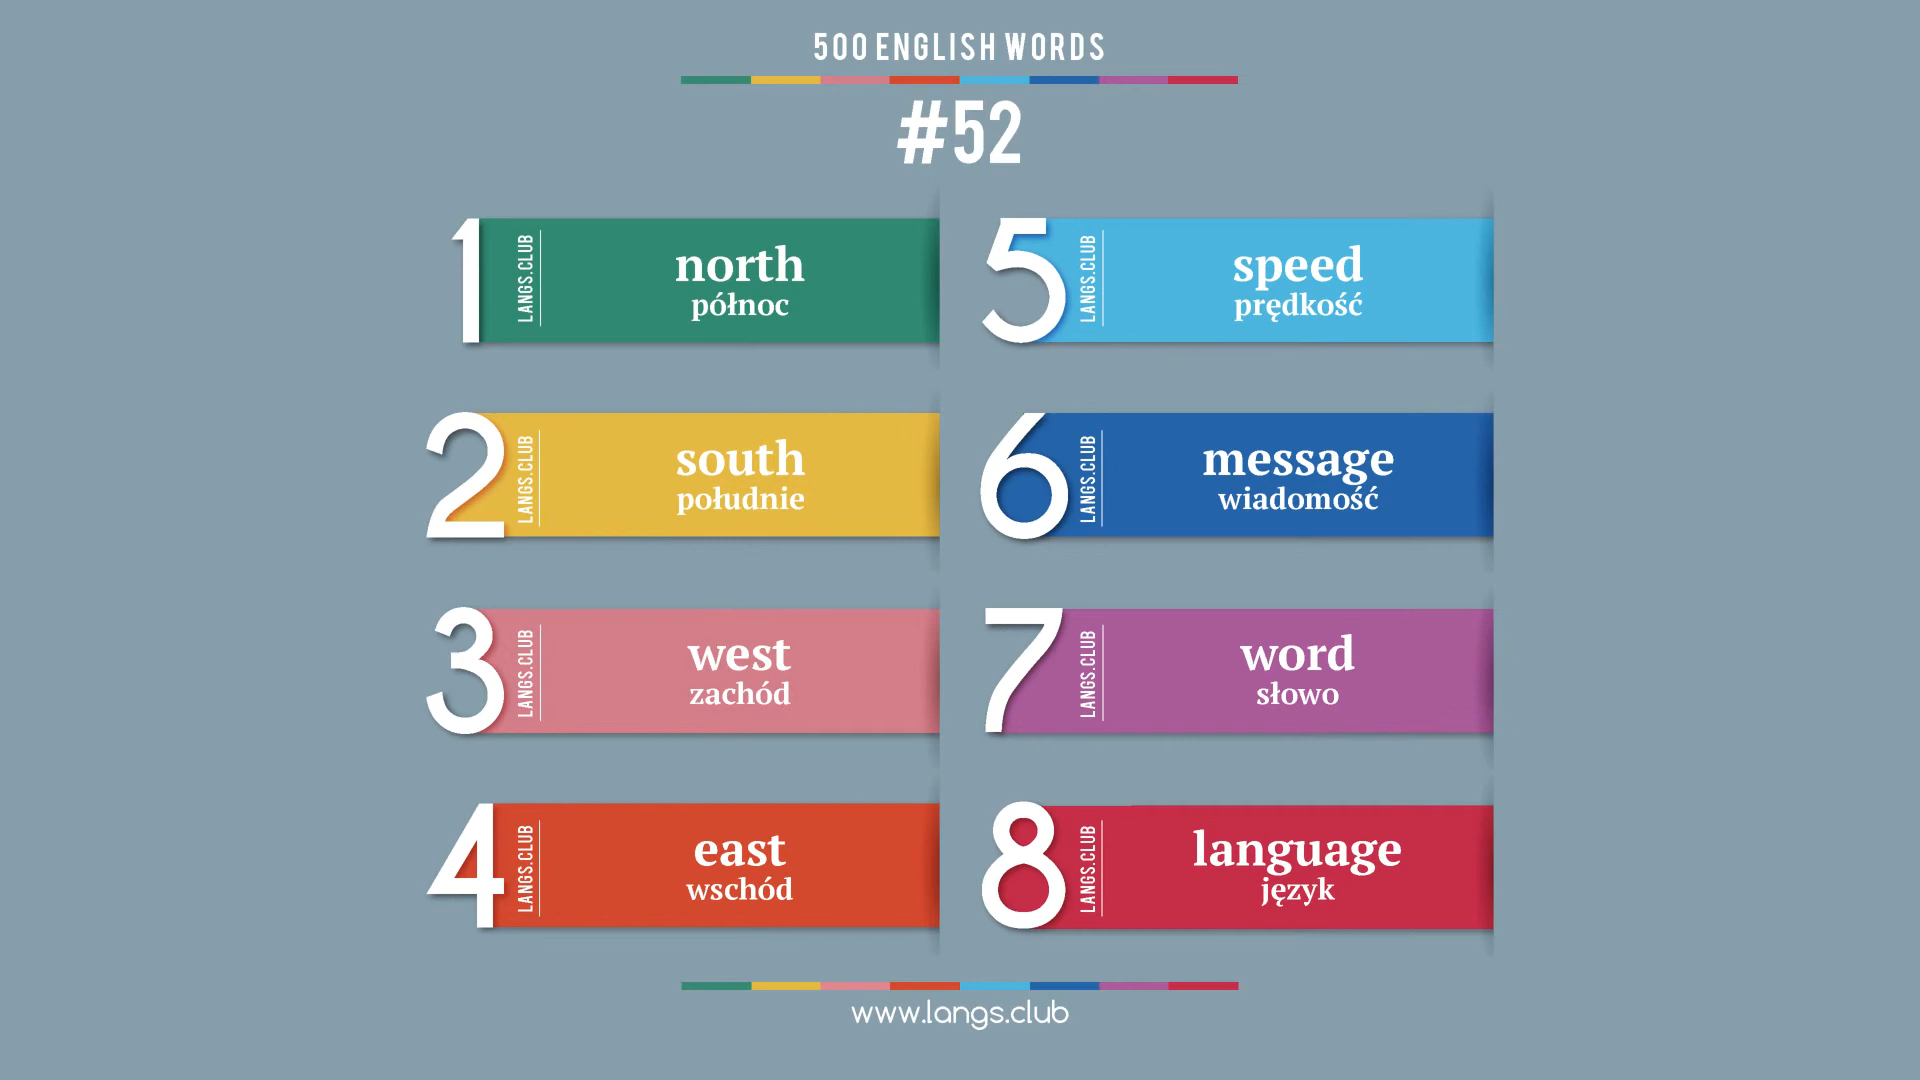 500 ENGLISH WORDS
#52
1
LANGS.CLUB
north
północ
2
LANGS.CLUB
south
południe
3
LANGS.CLUB
west
zachód
4
LANGS.CLUB
east
wschód
5
LANGS.CLUB
speed
prędkość
6
LANGS.CLUB
message
wiadomość
7
LANGS.CLUB
word
słowo
8
LANGS.CLUB
language
język
www.langs.club